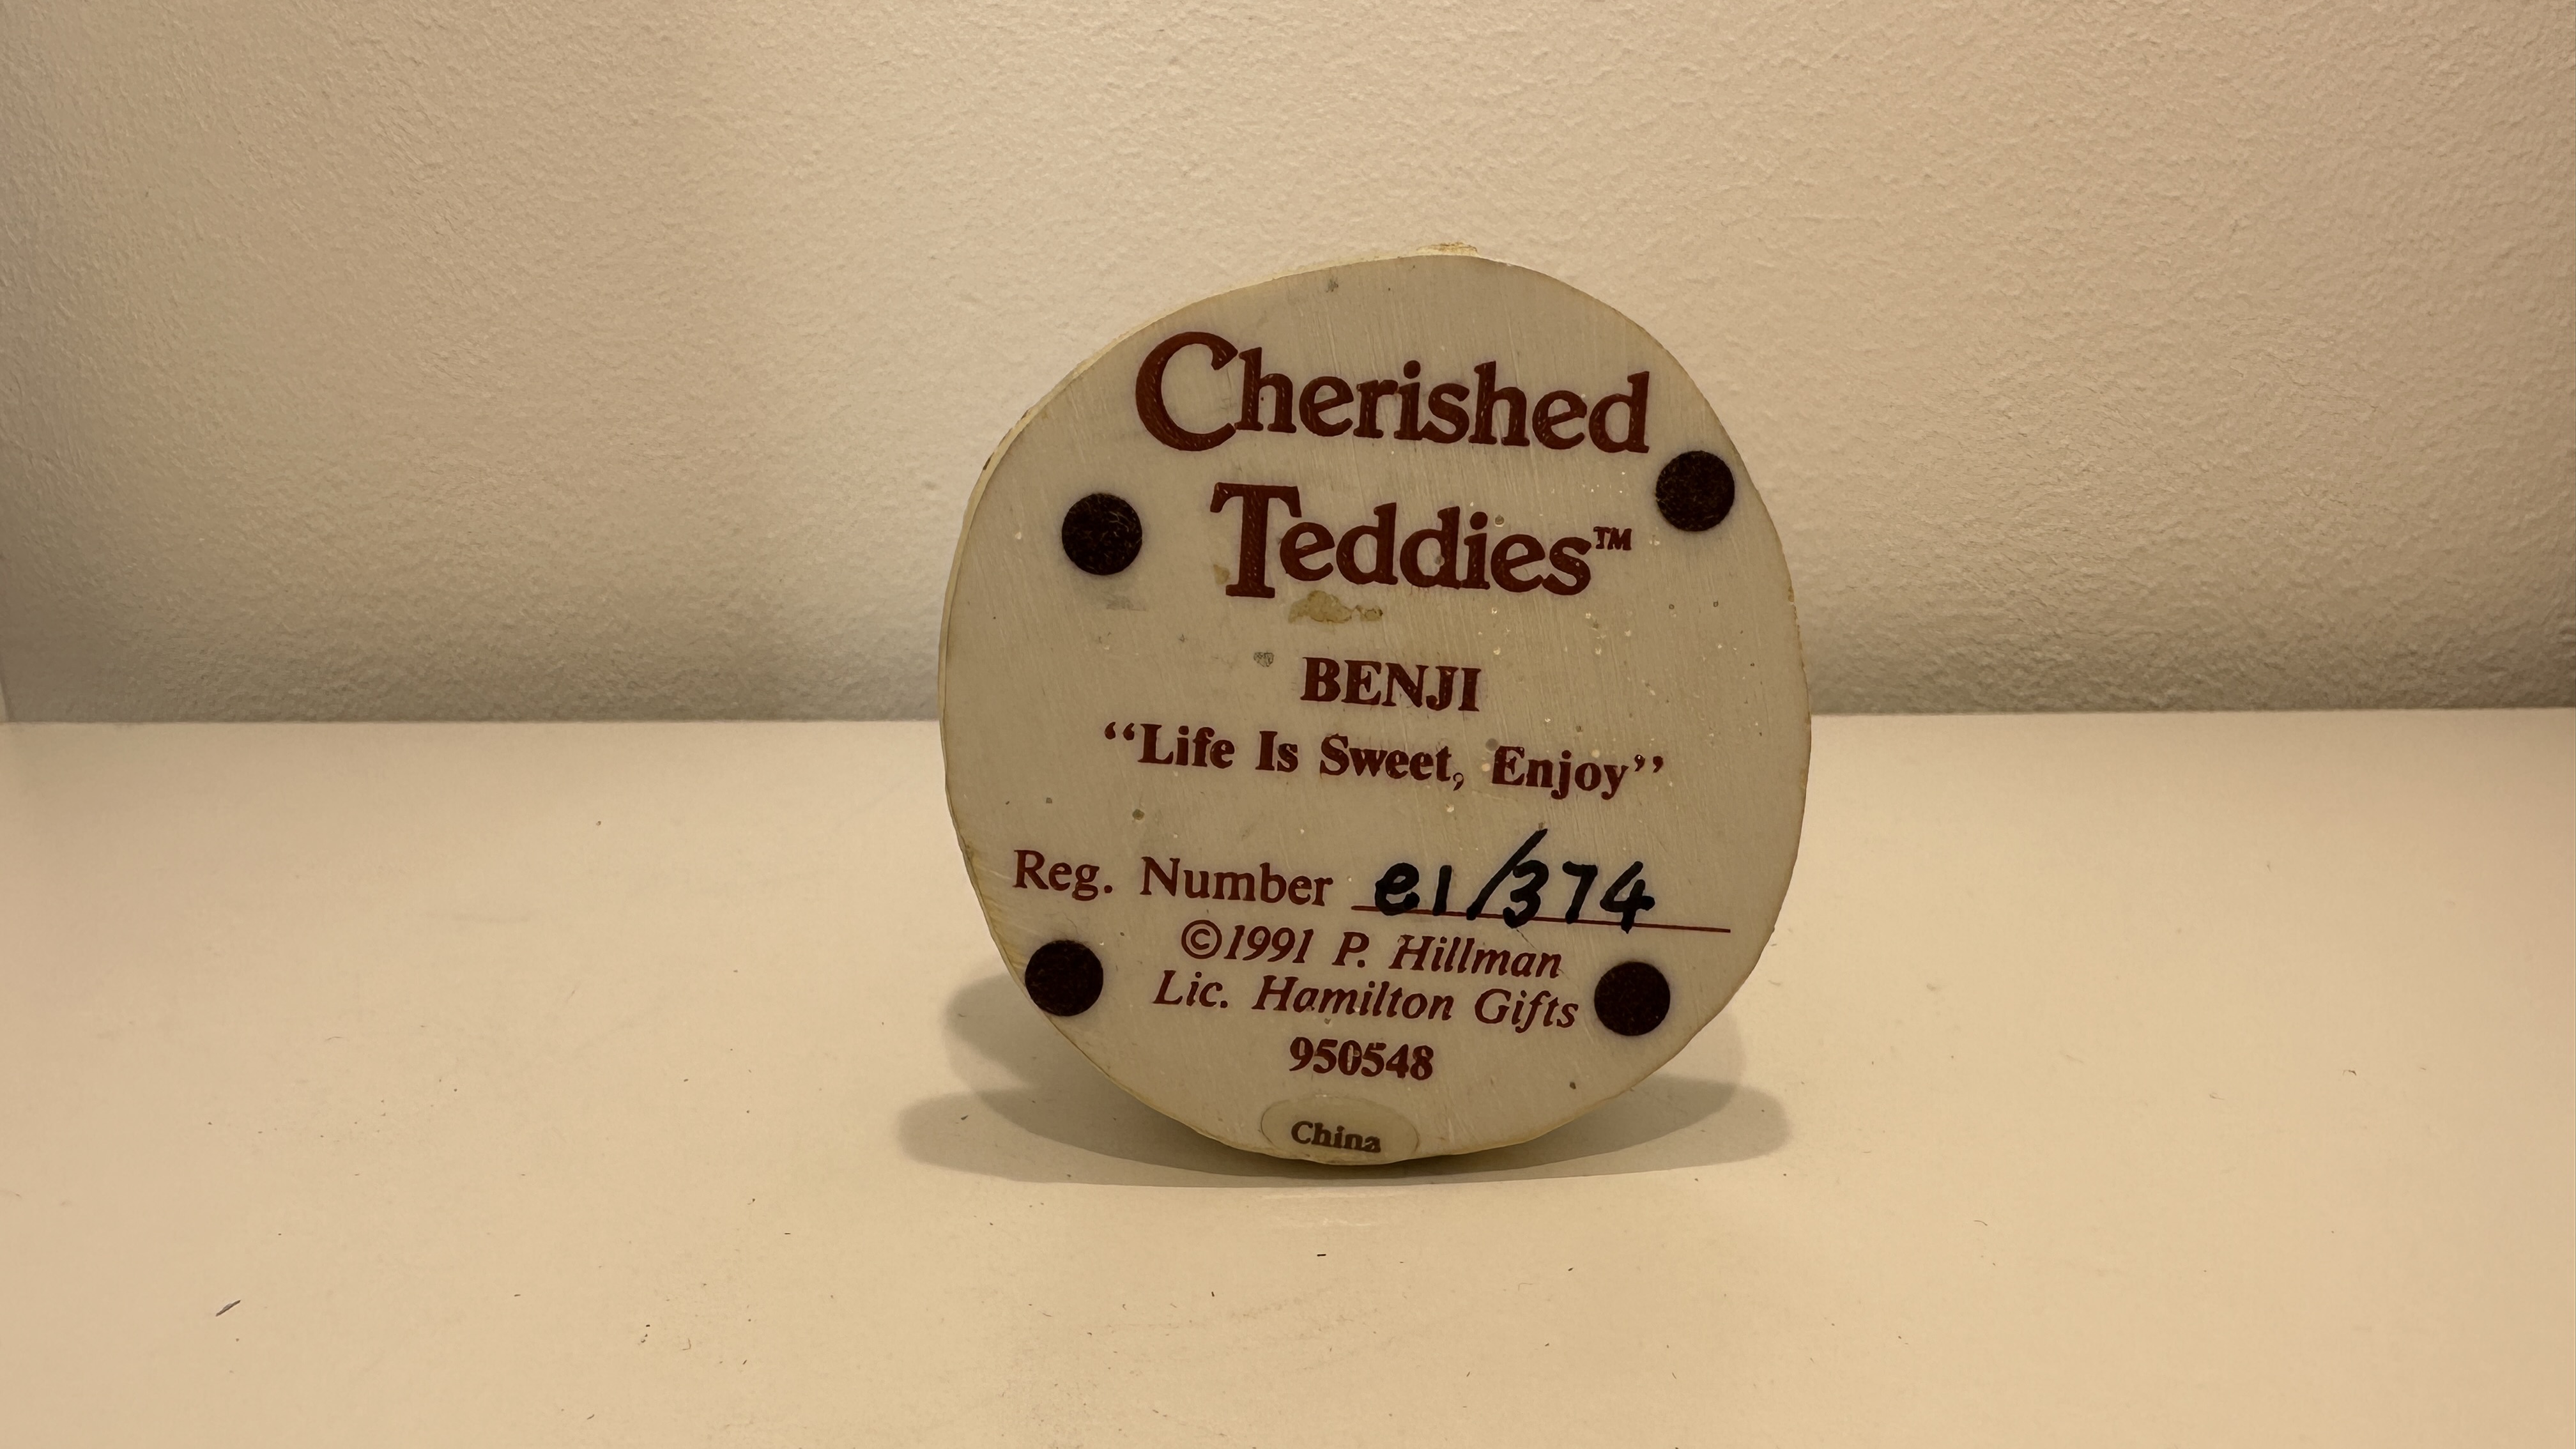 Cherished
Teddies™
BENJI
“Life Is Sweet, Enjoy”
Reg. Number e1/374
©1991 P. Hillman
Lic. Hamilton Gifts
950548
China